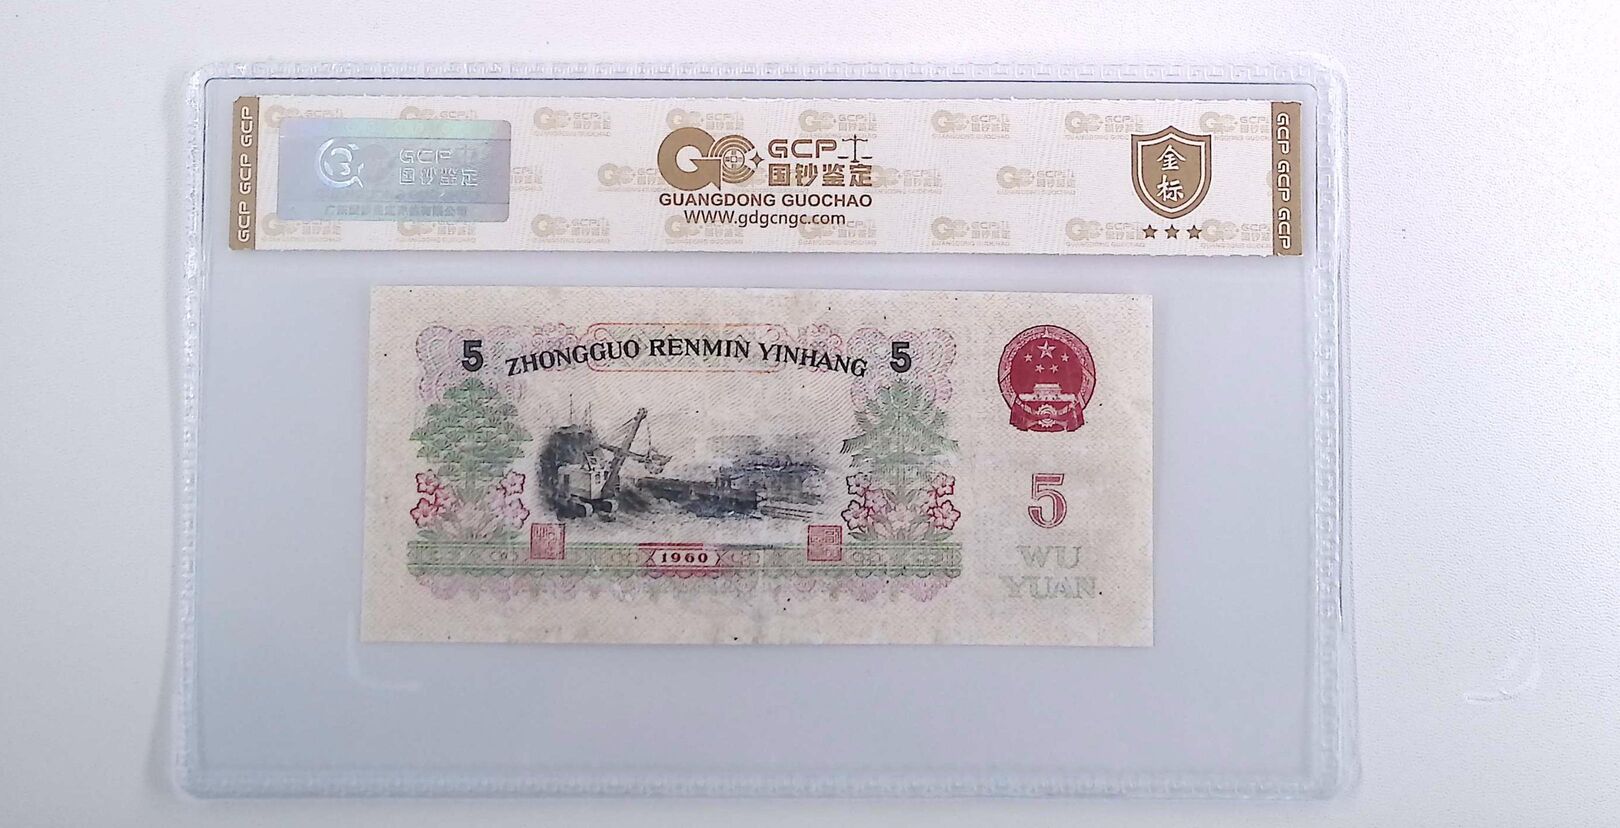 GCP GCP GCP
GCP
国钞鉴定
GCP
国钞鉴定
GUANGDONG GUOCHAO
WWW.gdgcngc.com
金标
GCP GCP GCP
5 ZHONGGUO RENMIN YINHANG 5
1960
5
WU
YUAN